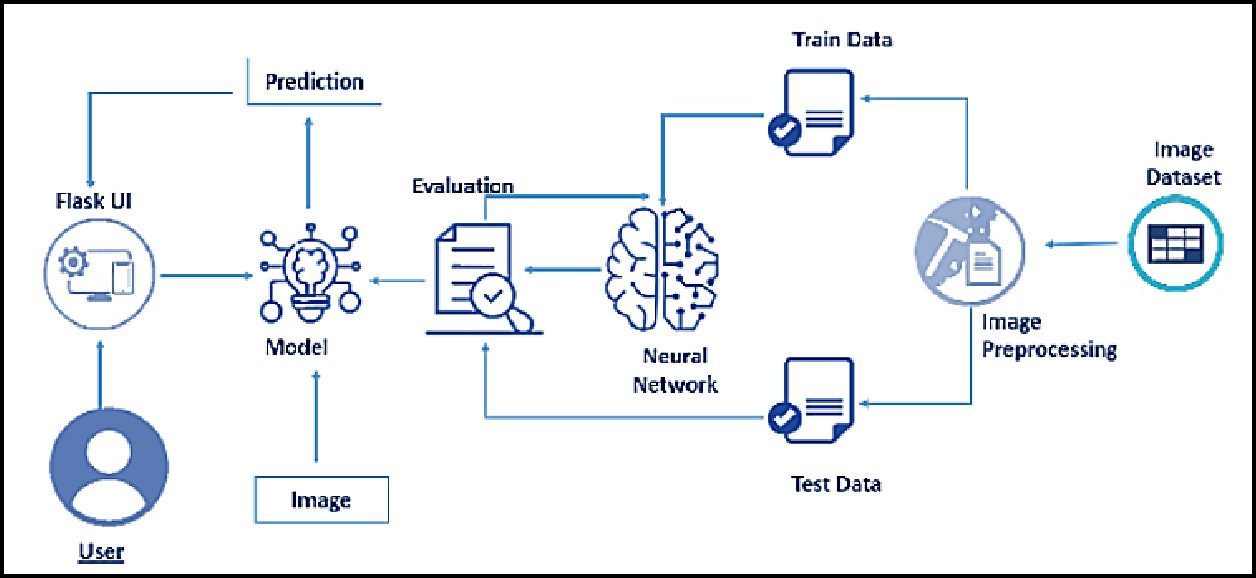 Train Data
Prediction
Image
Dataset
Evaluation
Flask UI
Image
Preprocessing
Model
Neural
Network
Test Data
Image
User